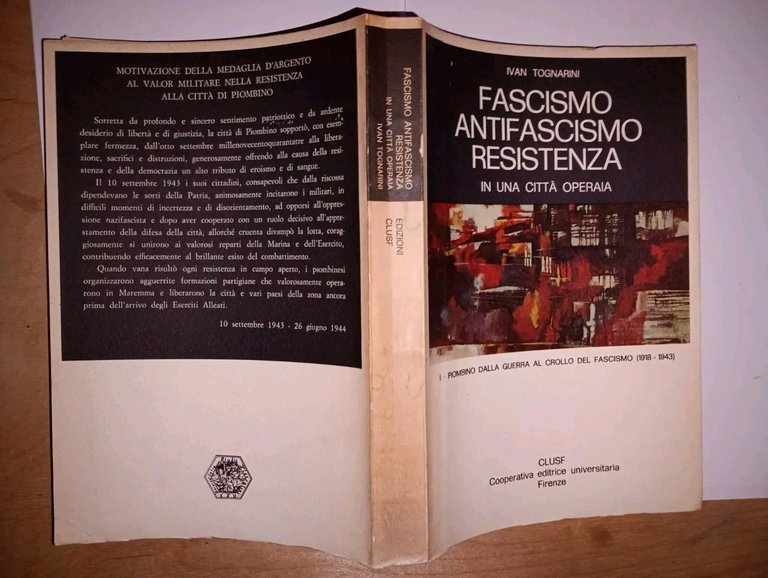 MOTIVAZIONE DELLA MEDAGLIA D'ARGENTO
AL VALOR MILITARE NELLA RESISTENZA
ALLA CITTÀ DI PIOMBINO
Sorretta da profondo e sincero sentimento patriottico e da ardente
desiderio di libertà e di giustizia, la città di Piombino sopportò, con esem-
plare fermezza, dall'otto settembre millenovecentoquarantatre alla libera-
zione, sacrifici e distruzioni, generosamente offrendo alla causa della resi-
stenza e della democrazia un alto tributo di eroismo e di sangue.
Il 10 settembre 1943 i suoi cittadini, consapevoli che dalla riscossa
dipendevano le sorti della Patria, animosamente incitarono i militari, in
difficili momenti di incertezza e di disorientamento, ad opporsi all'oppres-
sione nazifascista e dopo aver cooperato con un ruolo decisivo all'appre-
stamento della difesa della città, allorché cruenta divampò la lotta, corag-
giosamente si unirono ai valorosi reparti della Marina e dell'Esercito,
contribuendo efficacemente al brillante esito del combattimento.
Quando vana risultò ogni resistenza in campo aperto, i piombinesi
organizzarono agguerrite formazioni partigiane che valorosamente opera-
rono in Maremma e liberarono la città e vari paesi della zona ancora
prima dell'arrivo degli Eserciti Alleati.
10 settembre 1943 - 26 giugno 1944
FASCISMO ANTIFASCISMO
RESISTENZA
IN UNA CITTÀ OPERAIA
IVAN TOGNARINI
EDIZIONI
CLUSF
IVAN TOGNARINI
FASCISMO
ANTIFASCISMO
RESISTENZA
IN UNA CITTÀ OPERAIA
I - PIOMBINO DALLA GUERRA AL CROLLO DEL FASCISMO (1918 - 1943)
CLUSF
Cooperativa editrice universitaria
Firenze